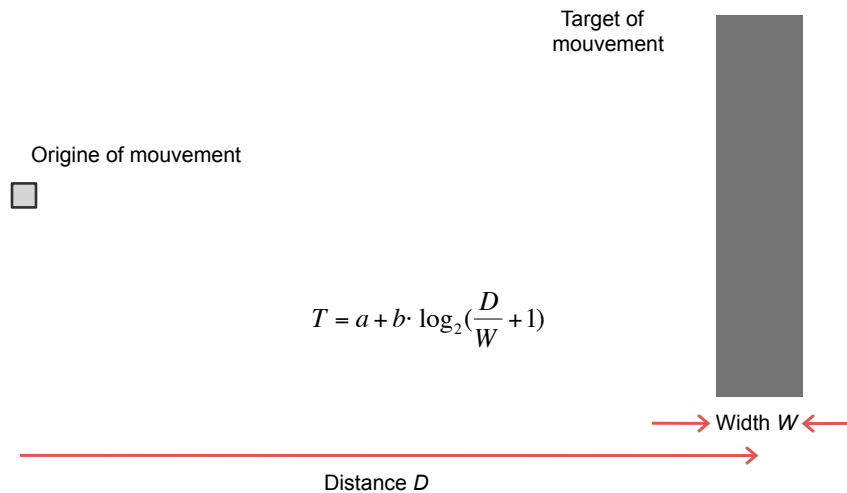 Target of
mouvement
Origine of mouvement
T = a + b · log₂(D/W + 1)
Width W
Distance D